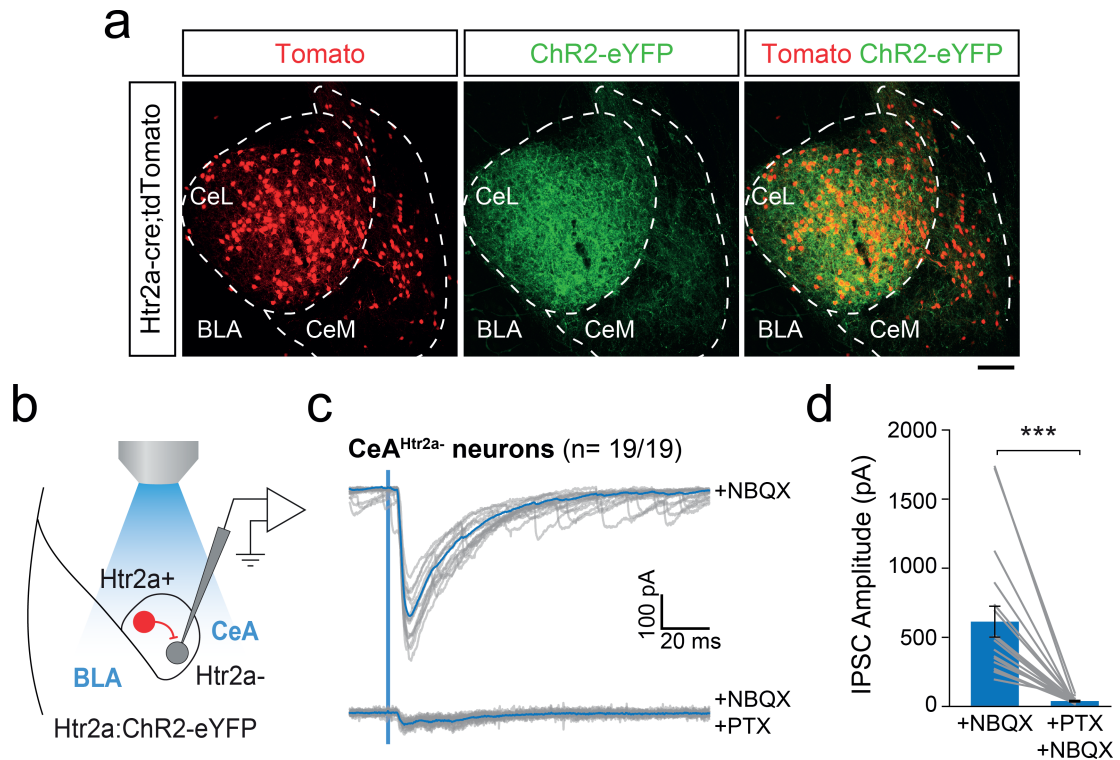 a
Tomato
ChR2-eYFP
Tomato ChR2-eYFP
Htr2a-cre;tdTomato
CeL
BLA
CeM
CeL
BLA
CeM
CeL
BLA
CeM
b
Htr2a+
CeA
BLA
Htr2a-
Htr2a:ChR2-eYFP
c
CeAHtr2a- neurons (n= 19/19)
+NBQX
100 pA
20 ms
+NBQX
+PTX
d
IPSC Amplitude (pA)
2000
1500
1000
500
0
***
+NBQX
+PTX
+NBQX